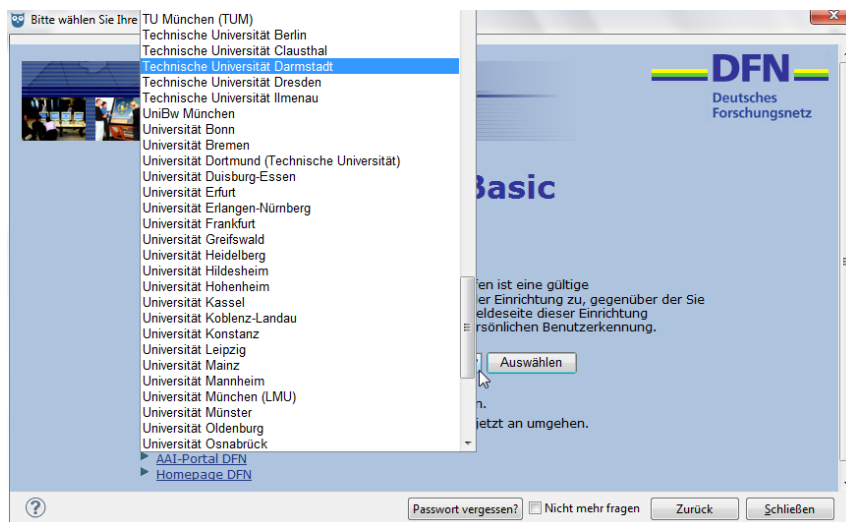 Bitte wählen Sie Ihre
TU München (TUM)
Technische Universität Berlin
Technische Universität Clausthal
Technische Universität Darmstadt
Technische Universität Dresden
Technische Universität Ilmenau
UniBw München
Universität Bonn
Universität Bremen
Universität Dortmund (Technische Universität)
Universität Duisburg-Essen
Universität Erfurt
Universität Erlangen-Nürnberg
Universität Frankfurt
Universität Greifswald
Universität Heidelberg
Universität Hildesheim
Universität Hohenheim
Universität Kassel
Universität Koblenz-Landau
Universität Konstanz
Universität Leipzig
Universität Mainz
Universität Mannheim
Universität München (LMU)
Universität Münster
Universität Oldenburg
Universität Osnabrück
DFN
Deutsches
Forschungsnetz
Basic
fen ist eine gültige
er Einrichtung zu, gegenüber der Sie
eldeseite dieser Einrichtung
rsönlichen Benutzerkennung.
Auswählen
n.
jetzt an umgehen.
AAI-Portal DFN
Homepage DFN
?
Passwort vergessen?
Nicht mehr fragen
Zurück
Schließen